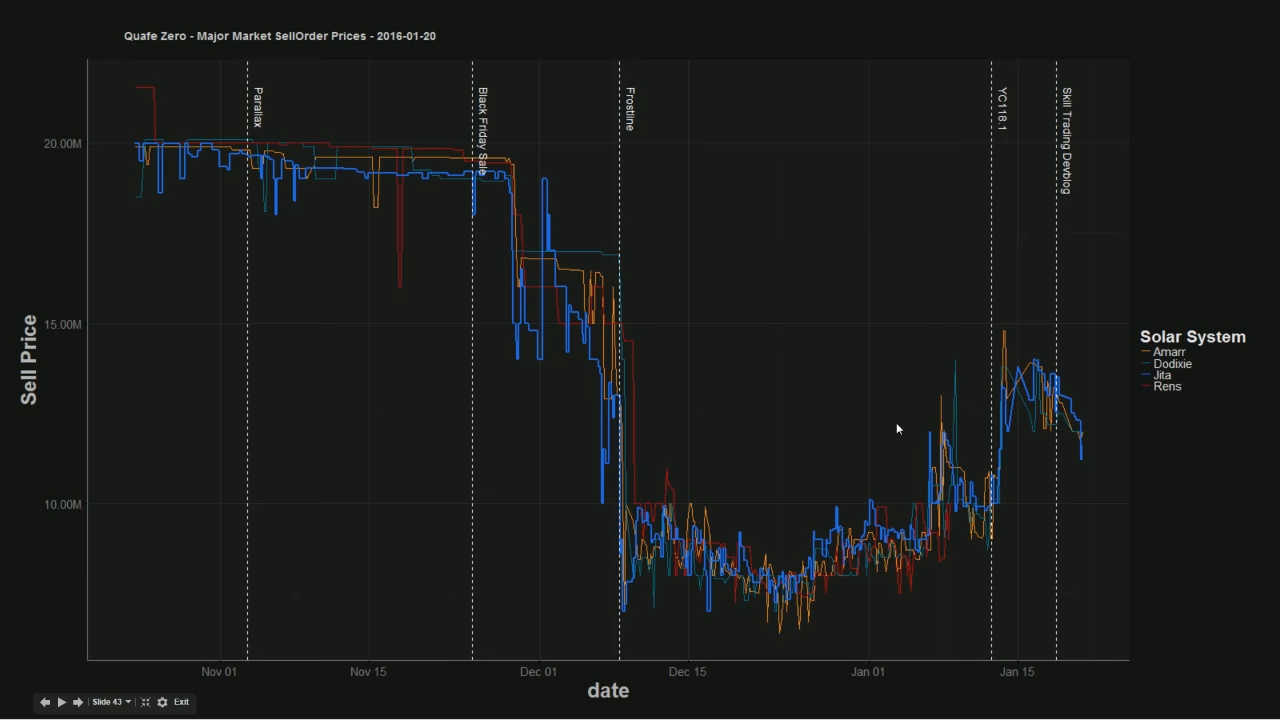 Quafe Zero - Major Market SellOrder Prices - 2016-01-20
Parallax
Black Friday Sale
Frostline
YC118.1
Skill Trading Devblog
20.00M
15.00M
10.00M
Sell Price
Solar System
Amarr
Dodixie
Jita
Rens
Nov 01
Nov 15
Dec 01
Dec 15
Jan 01
Jan 15
date
Slide 43
Exit